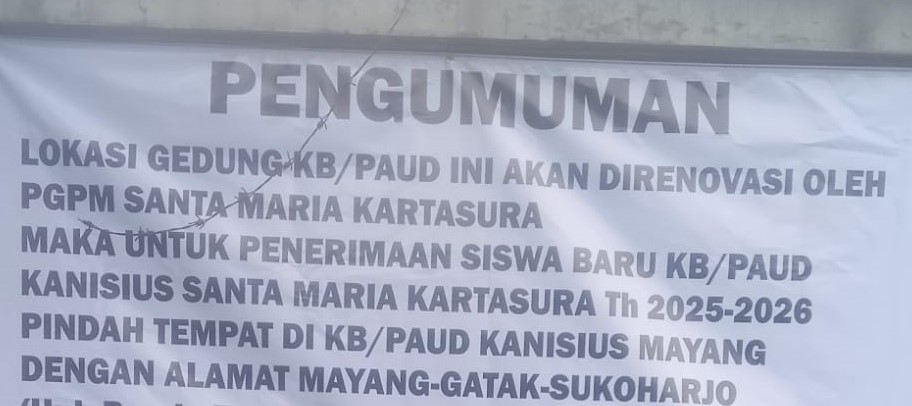 PENGUMUMAN
LOKASI GEDUNG KB/PAUD INI AKAN DIRENOVASI OLEH
PGPM SANTA MARIA KARTASURA
MAKA UNTUK PENERIMAAN SISWA BARU KB/PAUD
KANISIUS SANTA MARIA KARTASURA Th 2025-2026
PINDAH TEMPAT DI KB/PAUD KANISIUS MAYANG
DENGAN ALAMAT MAYANG-GATAK-SUKOHARJO